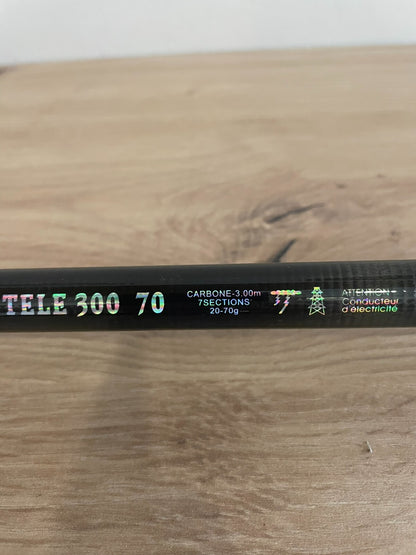 TELE 300 70
CARBONE-3.00m
7SECTIONS
20-70g
ATTENTION
Conducteur
d'électricité